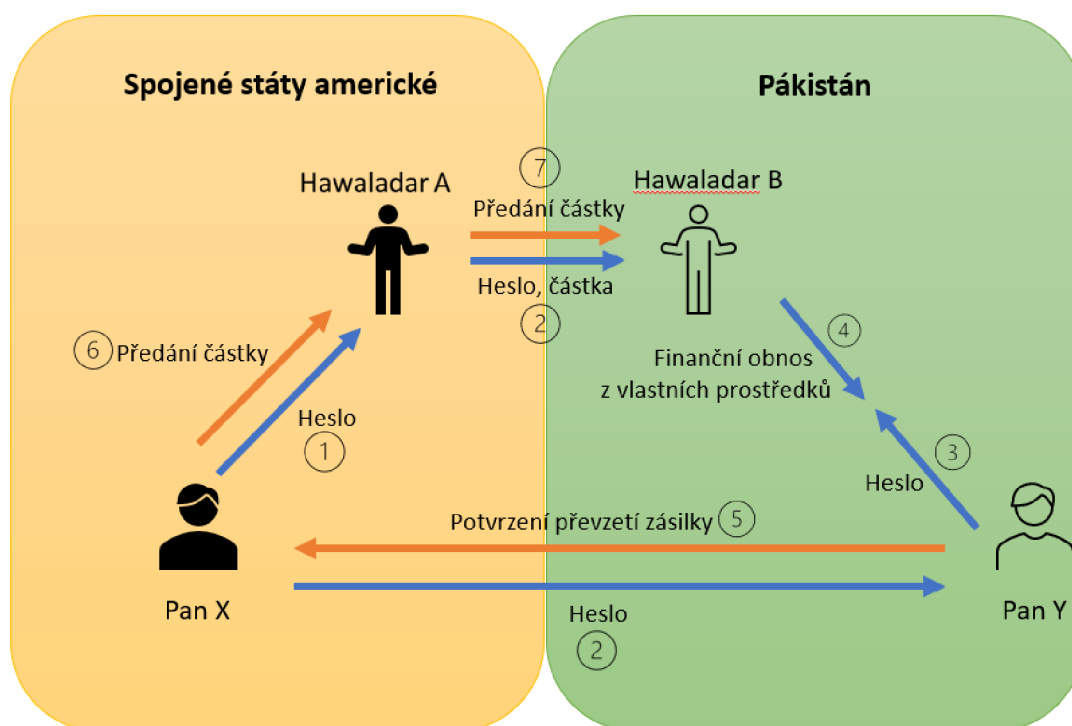 Spojené státy americké
Pákistán
Hawaladar A
7
Hawaladar B
Předání částky
Heslo, částka
2
6
Předání částky
4
Finanční obnos
z vlastních prostředků
Heslo
1
3
Heslo
Potvrzení převzetí zásilky
5
Pan X
Heslo
2
Pan Y